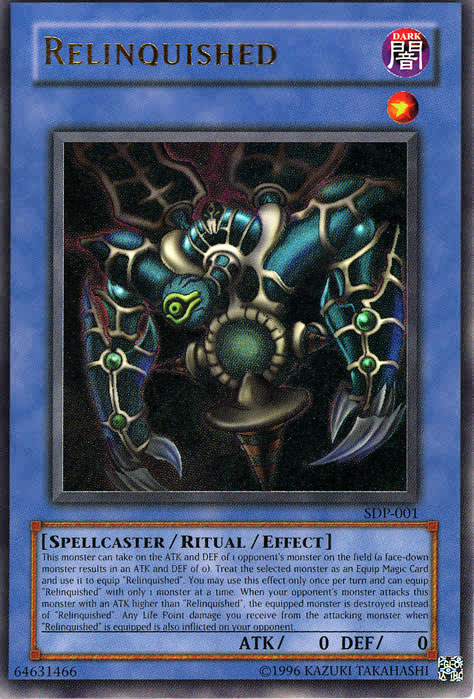 RELINQUISHED
DARK
闇
SDP-001
[SPELLCASTER / RITUAL / EFFECT]
This monster can take on the ATK and DEF of 1 opponent's monster on the field (a face-down
monster results in an ATK and DEF of 0). Treat the selected monster as an Equip Magic Card
and use it to equip "Relinquished". You may use this effect only once per turn and can equip
"Relinquished" with only 1 monster at a time. When your opponent's monster attacks this
monster with an ATK higher than "Relinquished", the equipped monster is destroyed instead
of "Relinquished". Any Life Point damage you receive from the attacking monster when
"Relinquished" is equipped is also inflicted on your opponent.
ATK/ 0 DEF/ 0
64631466
©1996 KAZUKI TAKAHASHI